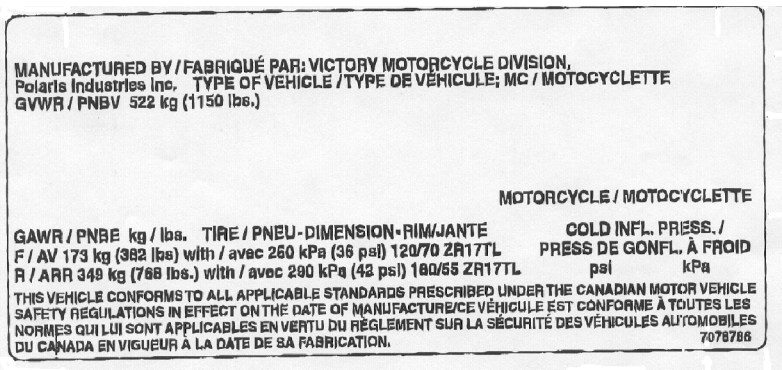 MANUFACTURED BY / FABRIQUÉ PAR: VICTORY MOTORCYCLE DIVISION,
Polaris Industries Inc.  TYPE OF VEHICLE / TYPE DE VÉHICULE: MC / MOTOCYCLETTE
GVWR / PNBV 522 kg (1150 lbs.)
MOTORCYCLE / MOTOCYCLETTE
GAWR / PNBE kg / lbs.  TIRE / PNEU - DIMENSION - RIM/JANTE  COLD INFL. PRESS. /
F / AV 173 kg (382 lbs) with / avec 250 kPa (36 psi) 120/70 ZR17TL  PRESS DE GONFL. À FROID
R / ARR 349 kg (768 lbs.) with / avec 290 kPa (42 psi) 180/55 ZR17TL  psi  kPa
THIS VEHICLE CONFORMS TO ALL APPLICABLE STANDARDS PRESCRIBED UNDER THE CANADIAN MOTOR VEHICLE
SAFETY REGULATIONS IN EFFECT ON THE DATE OF MANUFACTURE/CE VÉHICULE EST CONFORME À TOUTES LES
NORMES QUI LUI SONT APPLICABLES EN VERTU DU RÈGLEMENT SUR LA SÉCURITÉ DES VÉHICULES AUTOMOBILES
DU CANADA EN VIGUEUR À LA DATE DE SA FABRICATION.  7076786